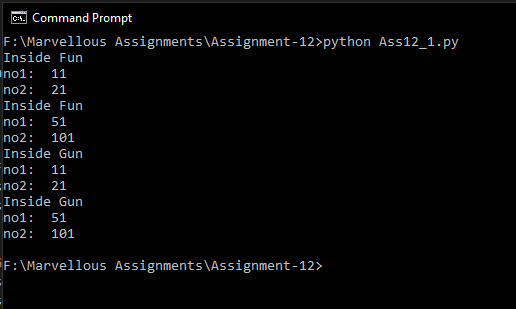 Command Prompt
F:\Marvellous Assignments\Assignment-12>python Ass12_1.py
Inside Fun
no1:  11
no2:  21
Inside Fun
no1:  51
no2:  101
Inside Gun
no1:  11
no2:  21
Inside Gun
no1:  51
no2:  101
F:\Marvellous Assignments\Assignment-12>